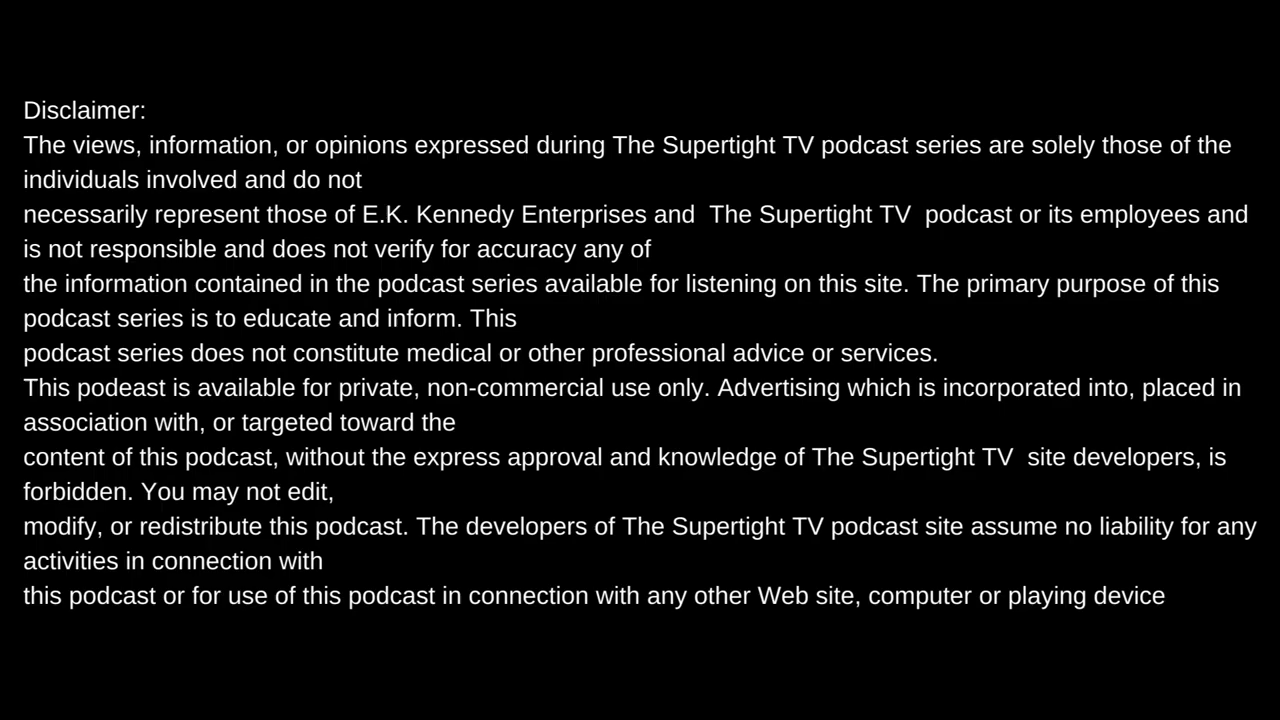 Disclaimer:
The views, information, or opinions expressed during The Supertight TV podcast series are solely those of the
individuals involved and do not
necessarily represent those of E.K. Kennedy Enterprises and  The Supertight TV  podcast or its employees and
is not responsible and does not verify for accuracy any of
the information contained in the podcast series available for listening on this site. The primary purpose of this
podcast series is to educate and inform. This
podcast series does not constitute medical or other professional advice or services.
This podeast is available for private, non-commercial use only. Advertising which is incorporated into, placed in
association with, or targeted toward the
content of this podcast, without the express approval and knowledge of The Supertight TV  site developers, is
forbidden. You may not edit,
modify, or redistribute this podcast. The developers of The Supertight TV podcast site assume no liability for any
activities in connection with
this podcast or for use of this podcast in connection with any other Web site, computer or playing device